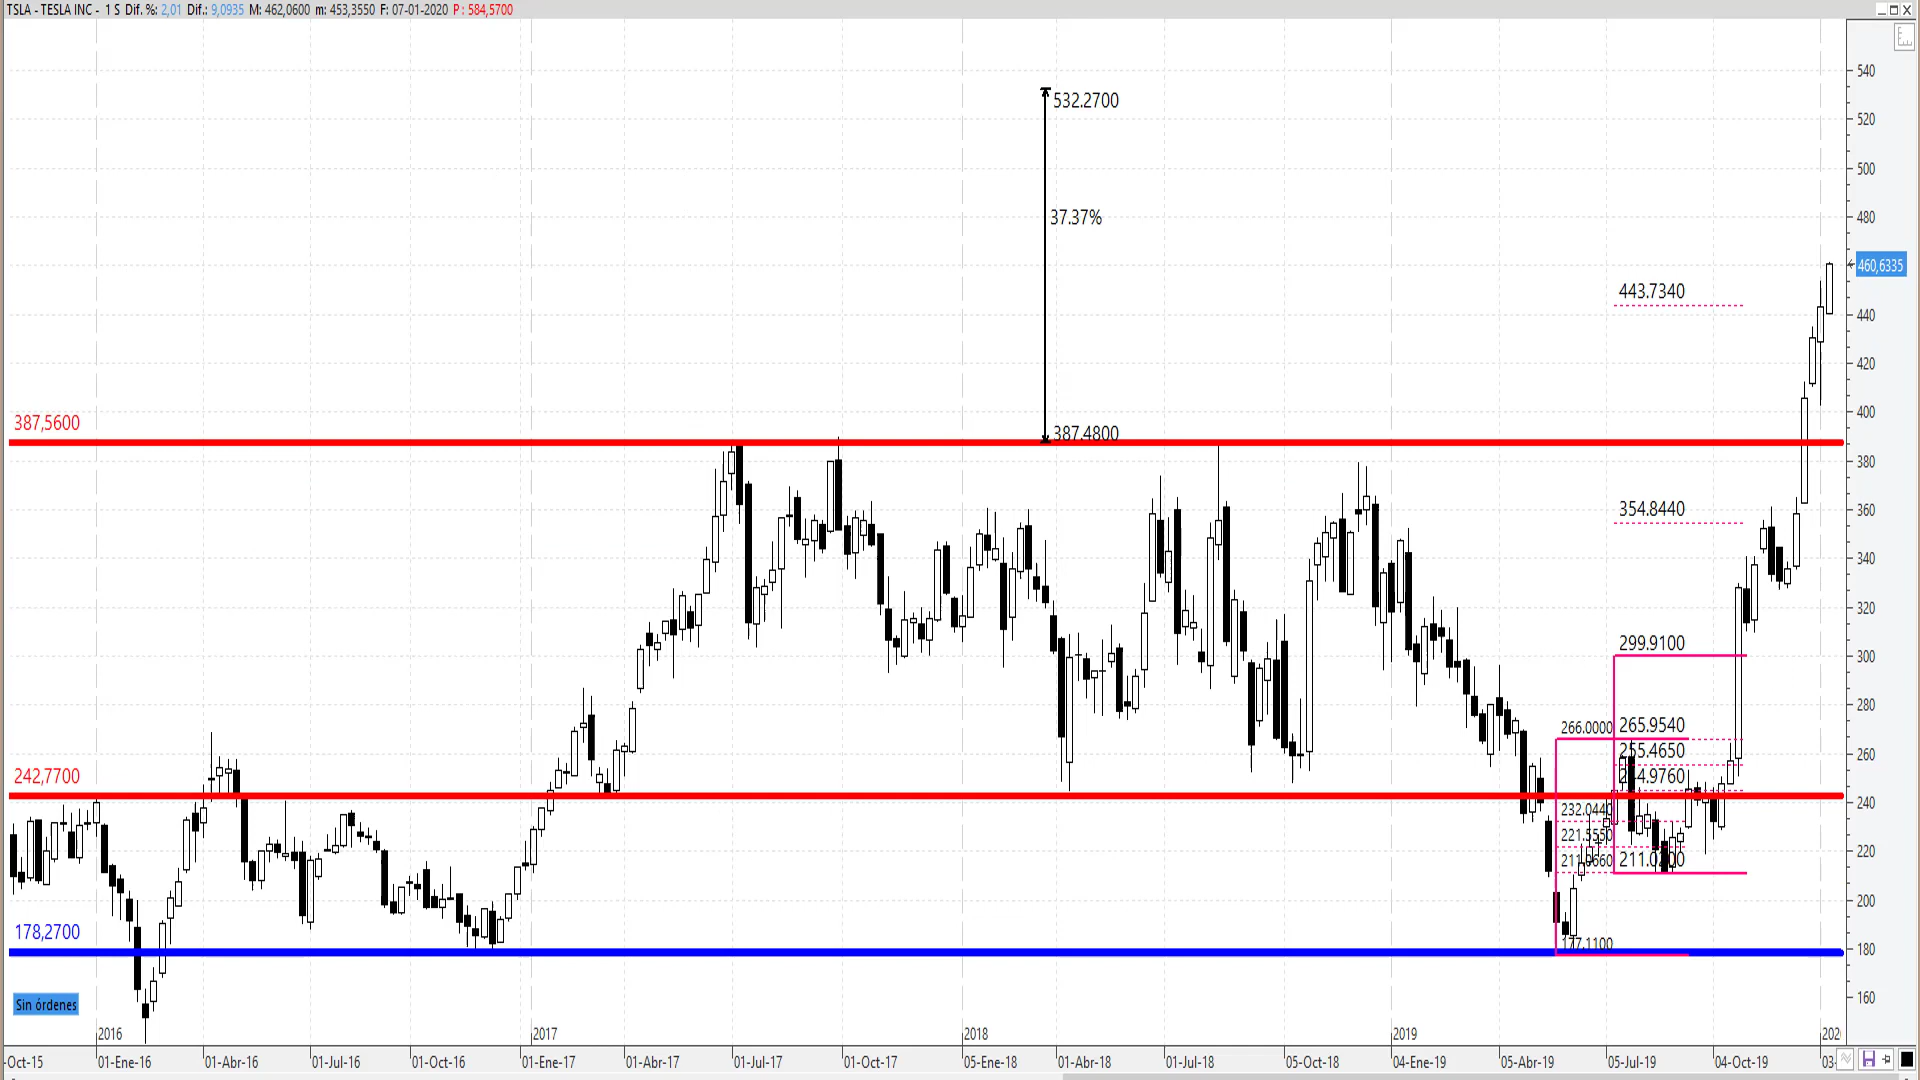 TSLA - TESLA INC - 1 S Dif. %: 2,01 Dif.: 9,0935 M: 462,0600 m: 453,3550 F: 07-01-2020 P: 584,5700
540
532.2700
520
500
480
37.37%
460,6335
443.7340
440
420
400
387,5600
387.4800
380
360
354.8440
340
320
300
299.9100
280
266.0000
265.9540
260
255.4650
242,7700
240
232.0440
221.5550
220
211.0200
200
178,2700
177.1100
180
160
Sin órdenes
2016
2017
2018
2019
-Oct-15
01-Ene-16
01-Abr-16
01-Jul-16
01-Oct-16
01-Ene-17
01-Abr-17
01-Jul-17
01-Oct-17
05-Ene-18
01-Abr-18
01-Jul-18
05-Oct-18
04-Ene-19
05-Abr-19
05-Jul-19
04-Oct-19
03-